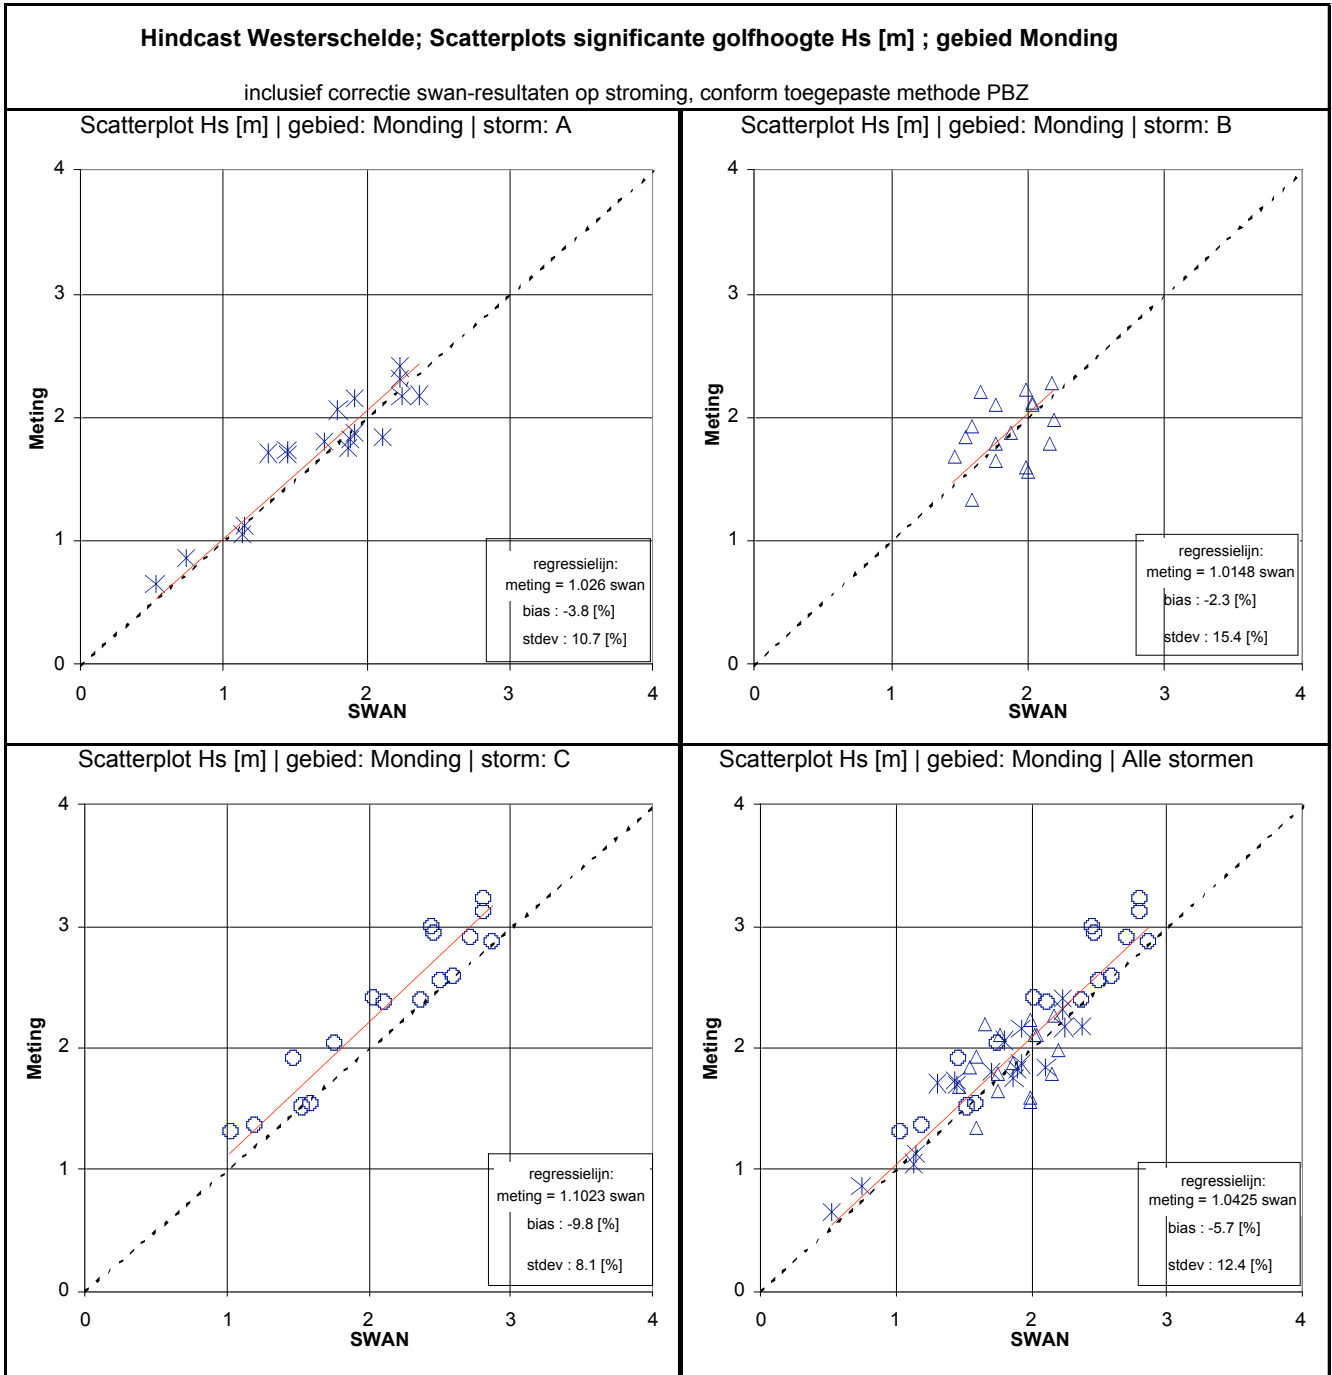 Hindcast Westerschelde; Scatterplots significante golfhoogte Hs [m] ; gebied Monding
inclusief correctie swan-resultaten op stroming, conform toegepaste methode PBZ
Scatterplot Hs [m] | gebied: Monding | storm: A
4
3
2
1
0
Meting
0 1 2 3 4
SWAN
regressielijn:
meting = 1.026 swan
bias : -3.8 [%]
stdev : 10.7 [%]
Scatterplot Hs [m] | gebied: Monding | storm: B
4
3
2
1
0
Meting
0 1 2 3 4
SWAN
regressielijn:
meting = 1.0148 swan
bias : -2.3 [%]
stdev : 15.4 [%]
Scatterplot Hs [m] | gebied: Monding | storm: C
4
3
2
1
0
Meting
0 1 2 3 4
SWAN
regressielijn:
meting = 1.1023 swan
bias : -9.8 [%]
stdev : 8.1 [%]
Scatterplot Hs [m] | gebied: Monding | Alle stormen
4
3
2
1
0
Meting
0 1 2 3 4
SWAN
regressielijn:
meting = 1.0425 swan
bias : -5.7 [%]
stdev : 12.4 [%]